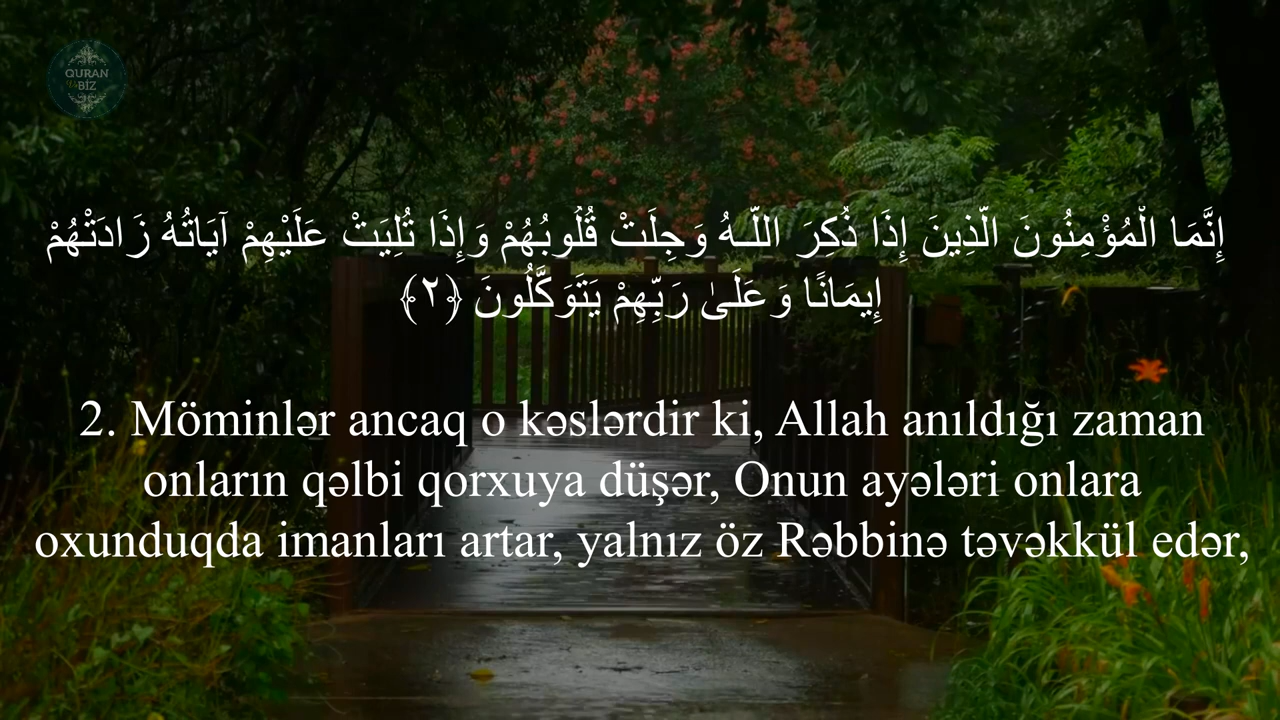 QURAN
və BİZ
إِنَّمَا الْمُؤْمِنُونَ الَّذِينَ إِذَا ذُكِرَ اللَّـهُ وَجِلَتْ قُلُوبُهُمْ وَإِذَا تُلِيَتْ عَلَيْهِمْ آيَاتُهُ زَادَتْهُمْ
إِيمَانًا وَعَلَىٰ رَبِّهِمْ يَتَوَكَّلُونَ ﴿٢﴾
2. Möminlər ancaq o kəslərdir ki, Allah anıldığı zaman
onların qəlbi qorxuya düşər, Onun ayələri onlara
oxunduqda imanları artar, yalnız öz Rəbbinə təvəkkül edər,